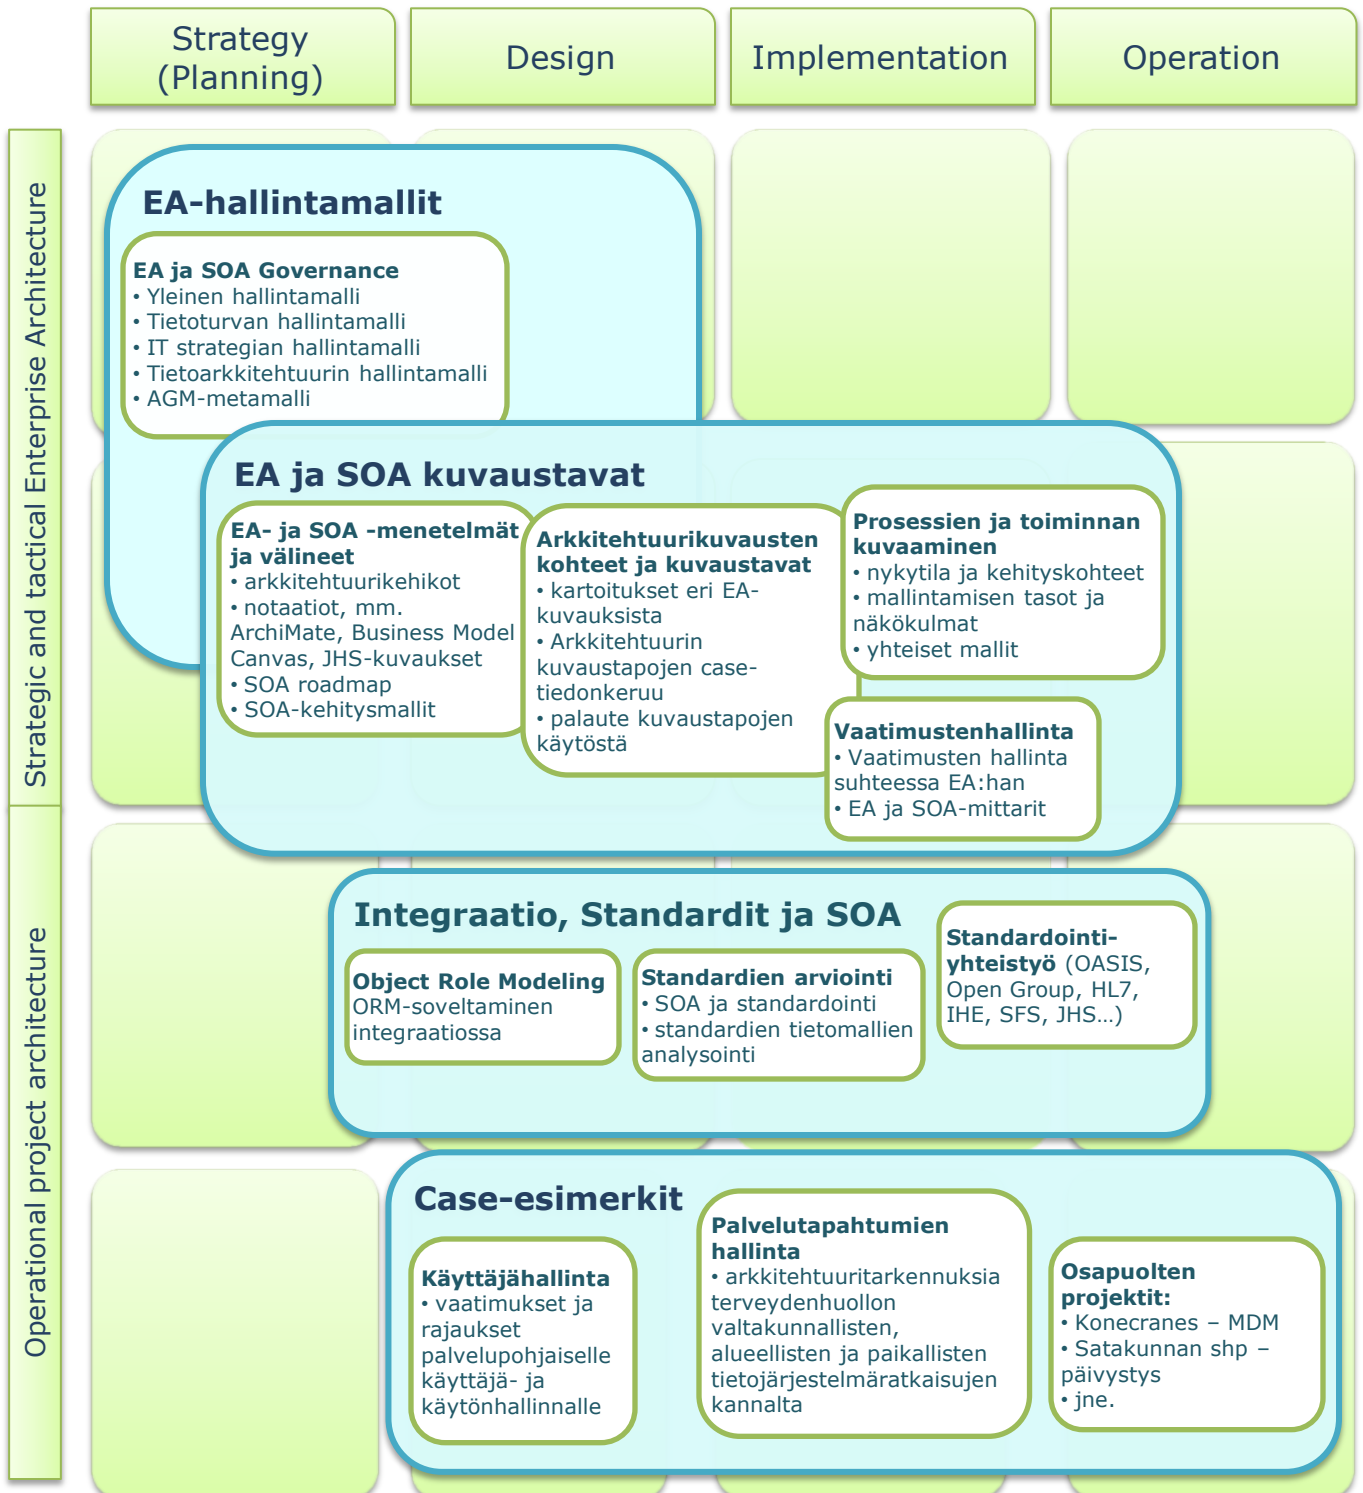 Strategy
(Planning)
Design
Implementation
Operation
Strategic and tactical Enterprise Architecture
EA-hallintamallit
EA ja SOA Governance
• Yleinen hallintamalli
• Tietoturvan hallintamalli
• IT strategian hallintamalli
• Tietoarkkitehtuurin hallintamalli
• AGM-metamalli
EA ja SOA kuvaustavat
EA- ja SOA -menetelmät
ja välineet
• arkkitehtuurikehikot
• notaatiot, mm.
ArchiMate, Business Model
Canvas, JHS-kuvaukset
• SOA roadmap
• SOA-kehitysmallit
Arkkitehtuurikuvausten
kohteet ja kuvaustavat
• kartoitukset eri EA-
kuvauksista
• Arkkitehtuurin
kuvaustapojen case-
tiedonkeruu
• palaute kuvaustapojen
käytöstä
Prosessien ja toiminnan
kuvaaminen
• nykytila ja kehityskohteet
• mallintamisen tasot ja
näkökulmat
• yhteiset mallit
Vaatimustenhallinta
• Vaatimusten hallinta
suhteessa EA:han
• EA ja SOA-mittarit
Operational project architecture
Integraatio, Standardit ja SOA
Object Role Modeling
ORM-soveltaminen
integraatiossa
Standardien arviointi
• SOA ja standardointi
• standardien tietomallien
analysointi
Standardointi-
yhteistyö (OASIS,
Open Group, HL7,
IHE, SFS, JHS…)
Case-esimerkit
Käyttäjähallinta
• vaatimukset ja
rajaukset
palvelupohjaiselle
käyttäjä- ja
käytönhallinnalle
Palvelutapahtumien
hallinta
• arkkitehtuuritarkennuksia
terveydenhuollon
valtakunnallisten,
alueellisten ja paikallisten
tietojärjestelmäratkaisujen
kannalta
Osapuolten
projektit:
• Konecranes – MDM
• Satakunnan shp –
päivystys
• jne.